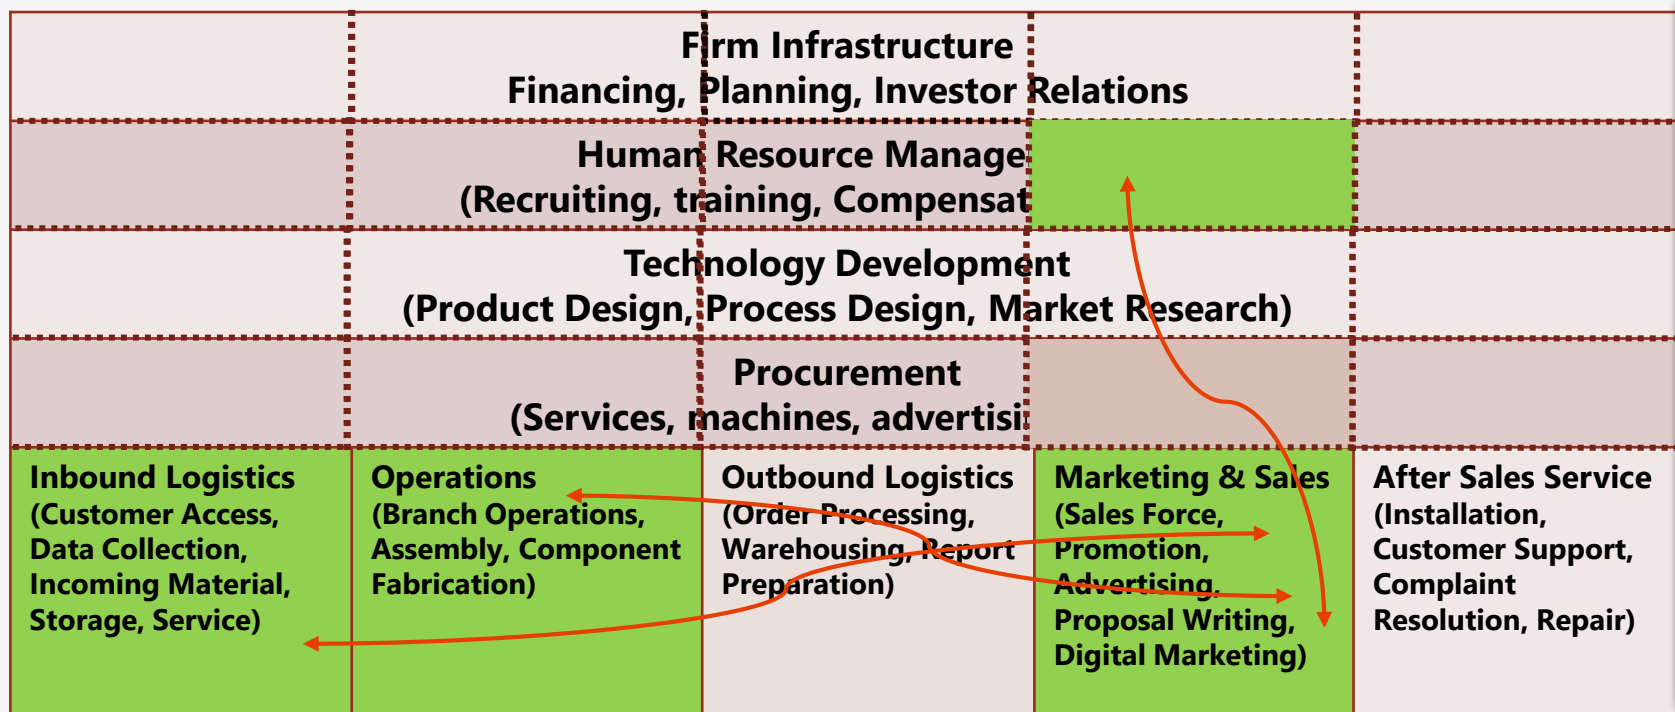 Firm Infrastructure
Financing, Planning, Investor Relations
Human Resource Manage
(Recruiting, training, Compensat
Technology Development
(Product Design, Process Design, Market Research)
Procurement
(Services, machines, advertisi
Inbound Logistics
(Customer Access,
Data Collection,
Incoming Material,
Storage, Service)
Operations
(Branch Operations,
Assembly, Component
Fabrication)
Outbound Logistics
(Order Processing,
Warehousing, Report
Preparation)
Marketing & Sales
(Sales Force,
Promotion,
Advertising,
Proposal Writing,
Digital Marketing)
After Sales Service
(Installation,
Customer Support,
Complaint
Resolution, Repair)